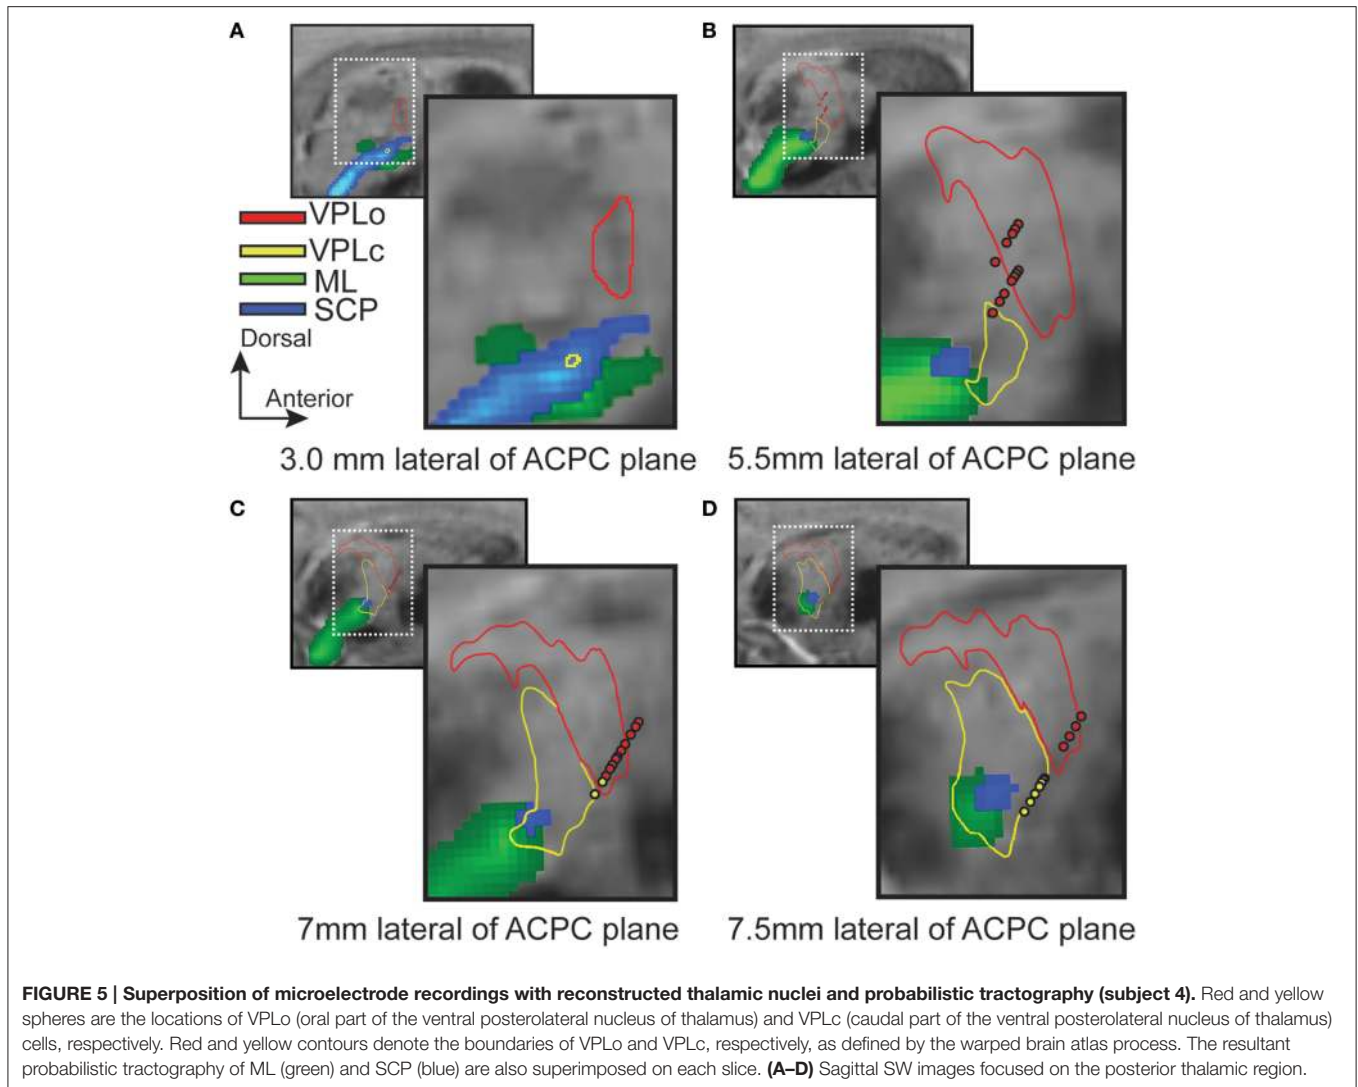 A
B
VPLo
VPLc
ML
SCP
Dorsal
Anterior
3.0 mm lateral of ACPC plane
5.5mm lateral of ACPC plane
C
D
7mm lateral of ACPC plane
7.5mm lateral of ACPC plane
FIGURE 5 | Superposition of microelectrode recordings with reconstructed thalamic nuclei and probabilistic tractography (subject 4). Red and yellow
spheres are the locations of VPLo (oral part of the ventral posterolateral nucleus of thalamus) and VPLc (caudal part of the ventral posterolateral nucleus of thalamus)
cells, respectively. Red and yellow contours denote the boundaries of VPLo and VPLc, respectively, as defined by the warped brain atlas process. The resultant
probabilistic tractography of ML (green) and SCP (blue) are also superimposed on each slice. (A–D) Sagittal SW images focused on the posterior thalamic region.